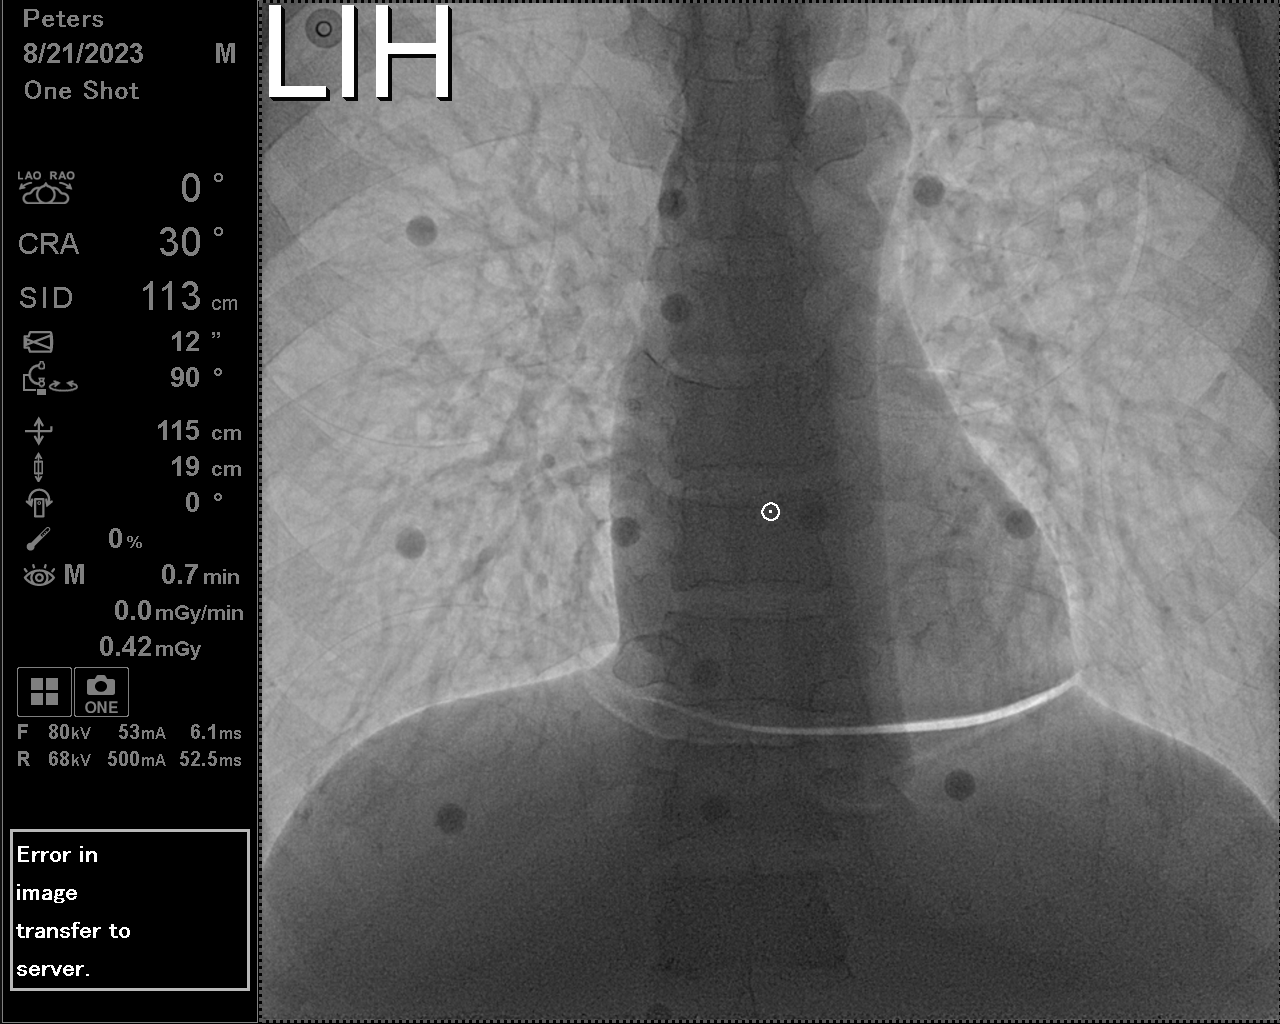 Peters
8/21/2023 M
One Shot
LIH
LAO RAO
0 °
CRA 30 °
SID 113 cm
12 ”
90 °
115 cm
19 cm
0 °
0 %
M 0.7 min
0.0 mGy/min
0.42 mGy
ONE
F 80kV 53mA 6.1ms
R 68kV 500mA 52.5ms
Error in
image
transfer to
server.